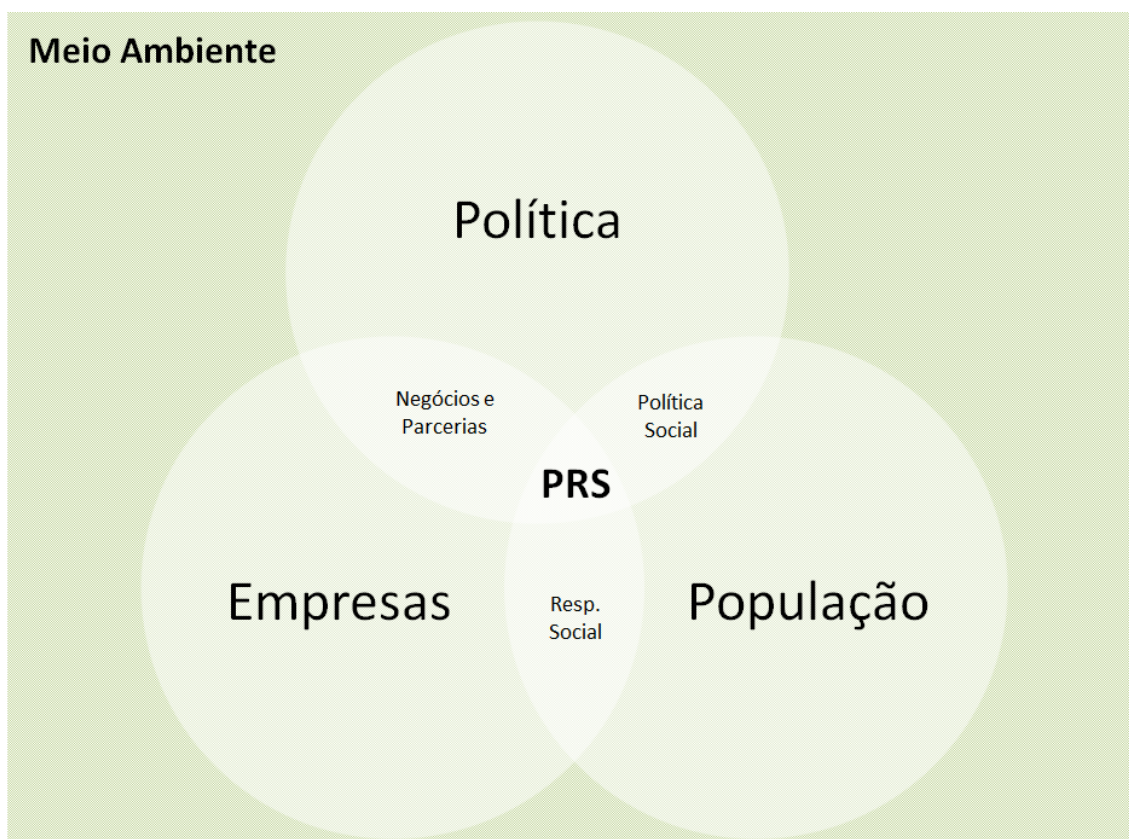 Meio Ambiente
Política
Negócios e
Parcerias
Política
Social
PRS
Empresas
Resp.
Social
População